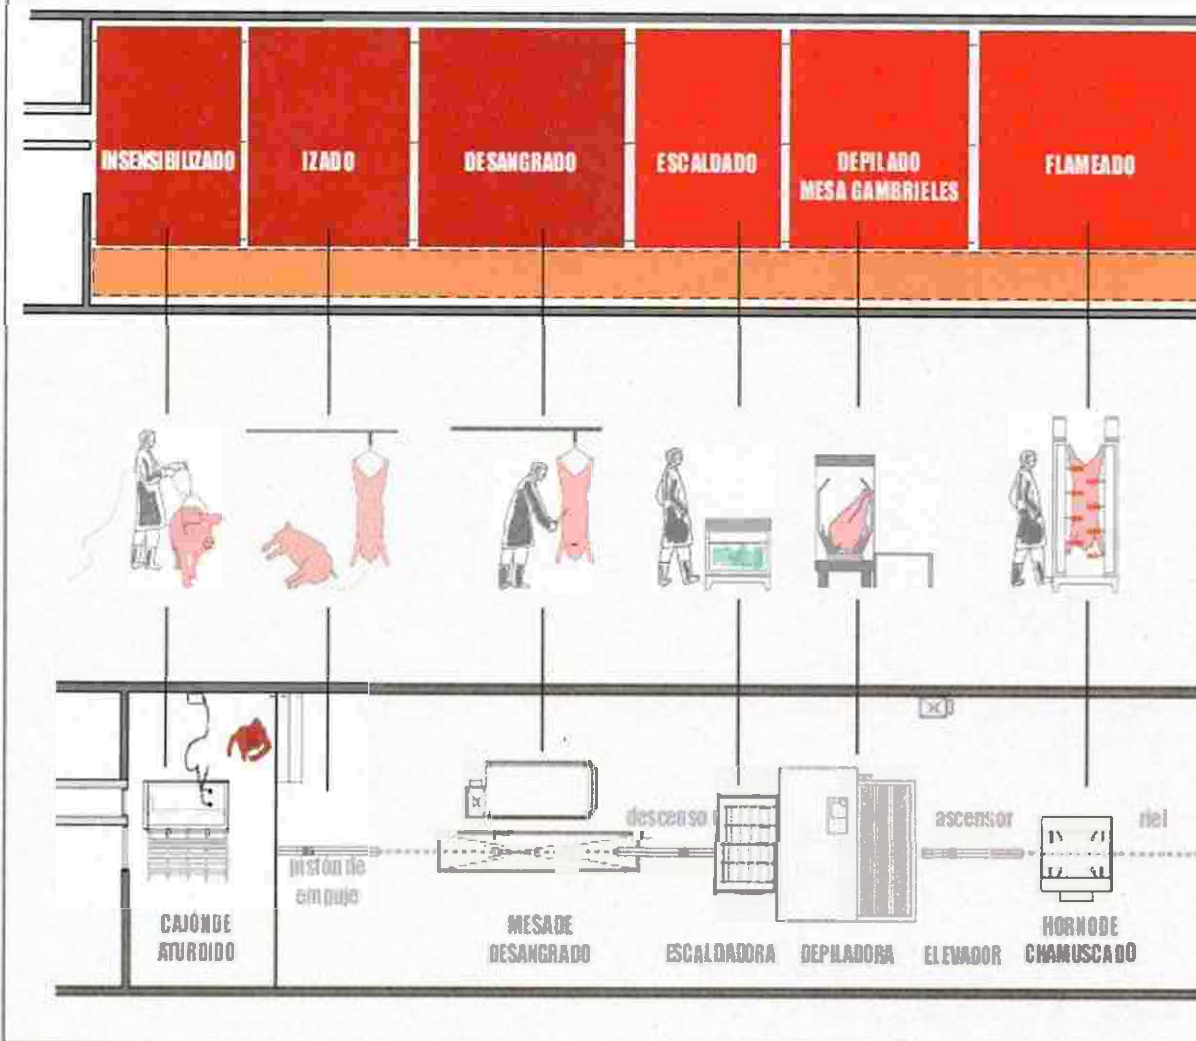 INSENSIBILIZADO
IZADO
DESANGRADO
ESCALDADO
DEPILADO
MESA GAMBRIELES
FLAMEADO
descenso
ascensor
riel
pistón de
empuje
CAJÓN DE
ATURDIDO
MESA DE
DESANGRADO
ESCALDADORA
DEPILADORA
ELEVADOR
HORNO DE
CHAMUSCADO